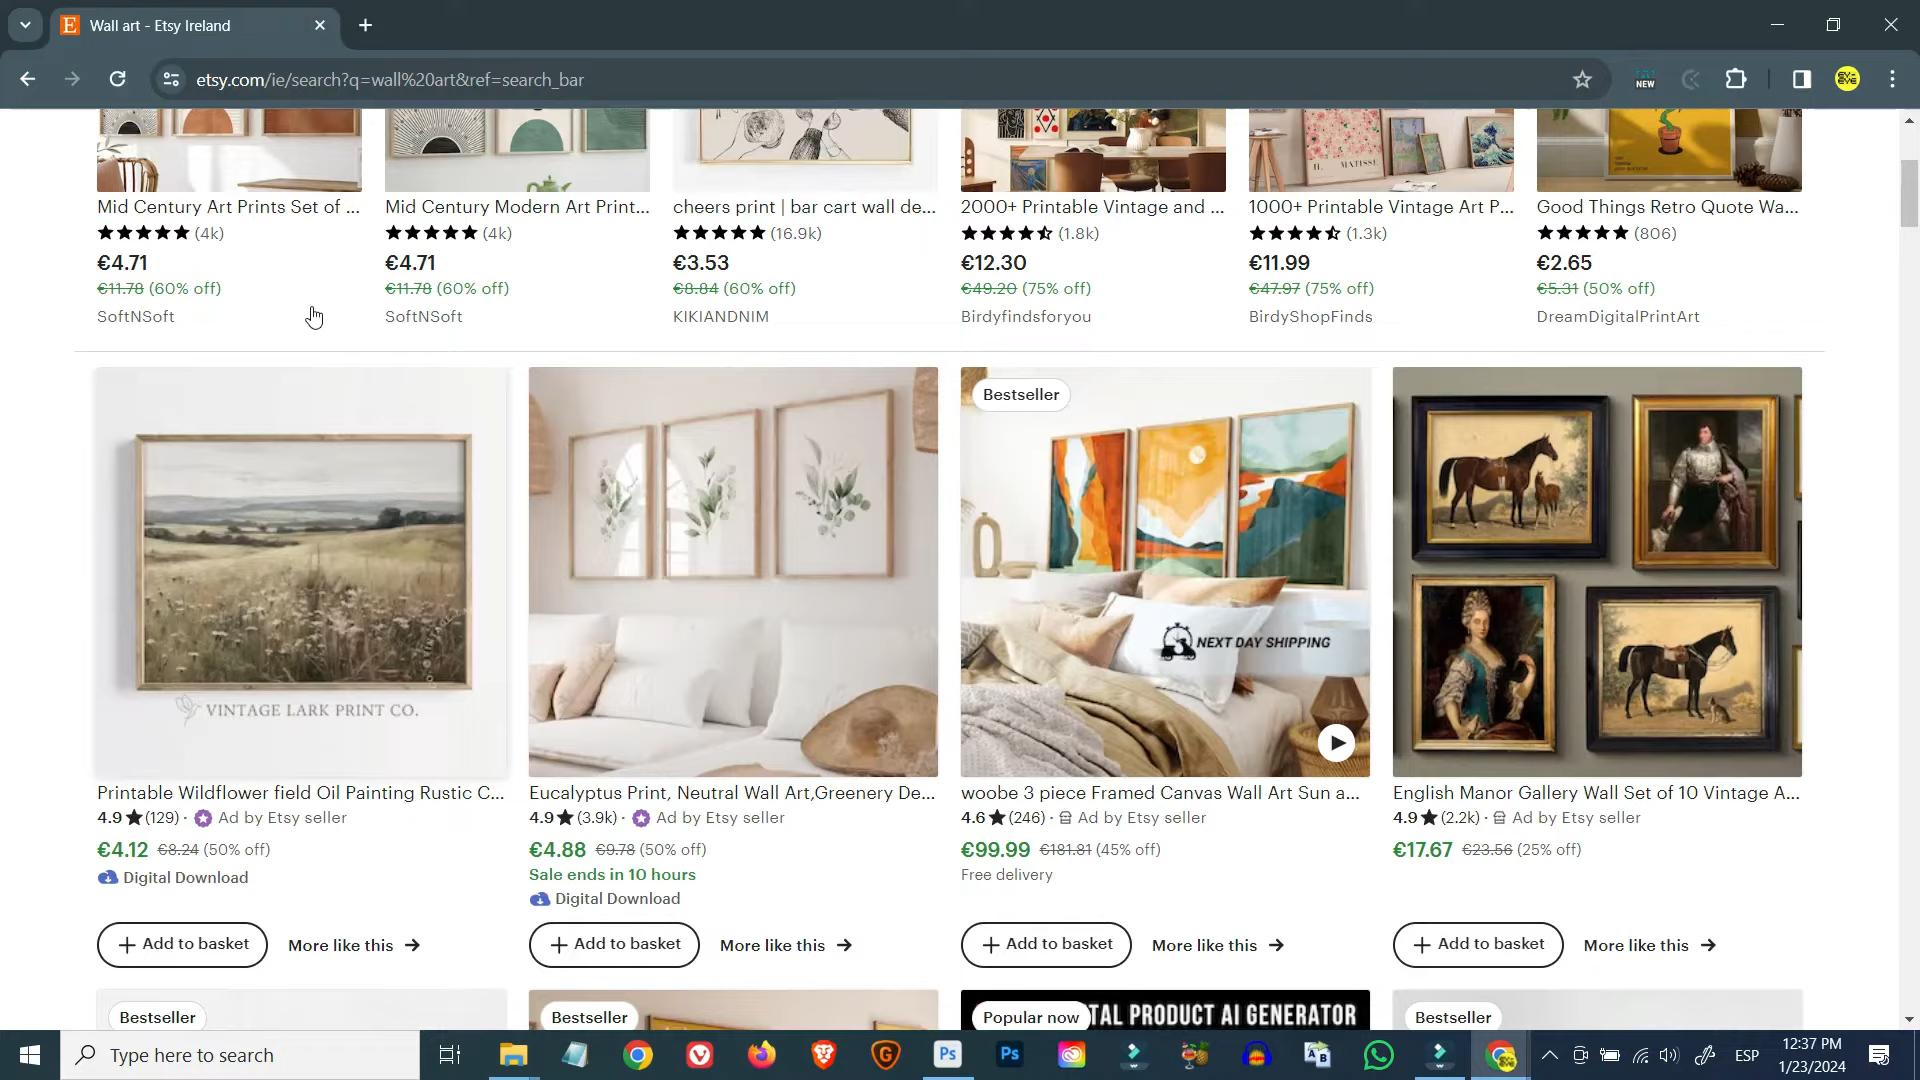 Wall art - Etsy Ireland
etsy.com/ie/search?q=wall%20art&ref=search_bar
NEW
MATISSE
Mid Century Art Prints Set of ...
(4k)
€4.71
€11.78 (60% off)
SoftNSoft
Mid Century Modern Art Print...
(4k)
€4.71
€11.78 (60% off)
SoftNSoft
cheers print | bar cart wall de...
(16.9k)
€3.53
€8.84 (60% off)
KIKIANDNIM
2000+ Printable Vintage and ...
(1.8k)
€12.30
€49.20 (75% off)
Birdyfindsforyou
1000+ Printable Vintage Art P...
(1.3k)
€11.99
€47.97 (75% off)
BirdyShopFinds
Good Things Retro Quote Wa...
(806)
€2.65
€5.31 (50% off)
DreamDigitalPrintArt
VINTAGE LARK PRINT CO.
Printable Wildflower field Oil Painting Rustic C...
4.9 (129) · Ad by Etsy seller
€4.12 €8.24 (50% off)
Digital Download
+ Add to basket
More like this
Eucalyptus Print, Neutral Wall Art,Greenery De...
4.9 (3.9k) · Ad by Etsy seller
€4.88 €9.78 (50% off)
Sale ends in 10 hours
Digital Download
+ Add to basket
More like this
Bestseller
NEXT DAY SHIPPING
woobe 3 piece Framed Canvas Wall Art Sun a...
4.6 (246) · Ad by Etsy seller
€99.99 €181.81 (45% off)
Free delivery
+ Add to basket
More like this
English Manor Gallery Wall Set of 10 Vintage A...
4.9 (2.2k) · Ad by Etsy seller
€17.67 €23.56 (25% off)
+ Add to basket
More like this
Bestseller
Bestseller
Popular now
TAL PRODUCT AI GENERATOR
Bestseller
Type here to search
Ps
Ps
ESP
12:37 PM
1/23/2024